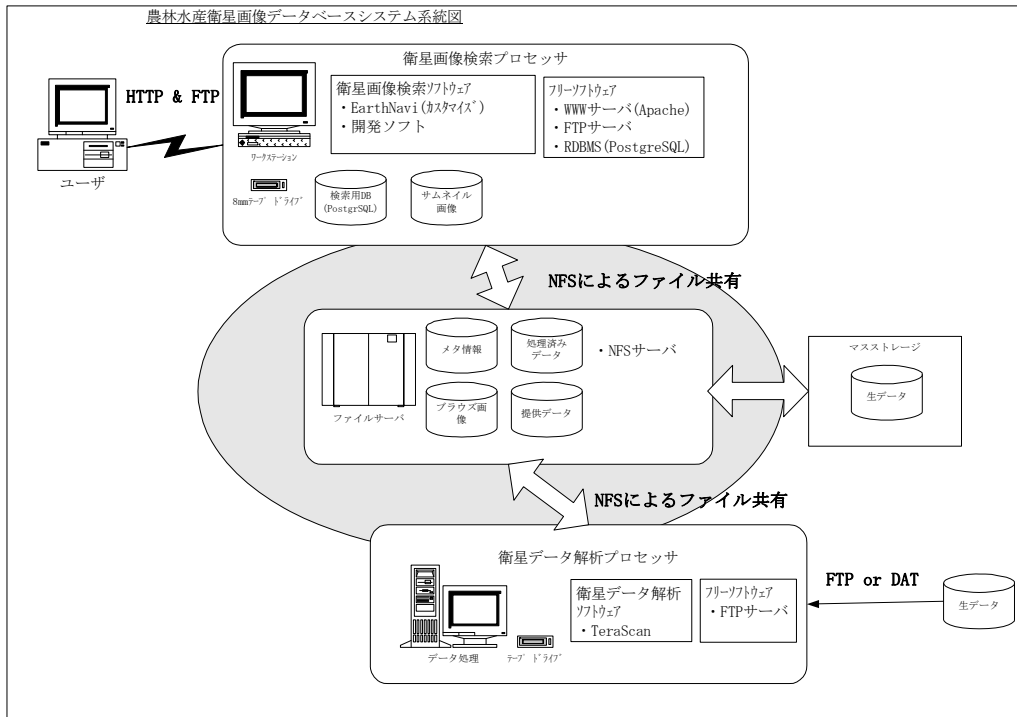 農林水産衛星画像データベースシステム系統図
衛星画像検索プロセッサ
HTTP & FTP
ユーザ
ワークステーション
衛星画像検索ソフトウェア
・EarthNavi(カスタマイズ)
・開発ソフト
フリーソフトウェア
・WWWサーバ(Apache)
・FTPサーバ
・RDBMS(PostgreSQL)
8mmテープドライブ
検索用DB
(PostgrSQL)
サムネイル
画像
NFSによるファイル共有
ファイルサーバ
メタ情報
処理済み
データ
・NFSサーバ
ブラウズ画
像
提供データ
マスストレージ
生データ
NFSによるファイル共有
衛星データ解析プロセッサ
データ処理
テープドライブ
衛星データ解析
ソフトウェア
・TeraScan
フリーソフトウェア
・FTPサーバ
FTP or DAT
生データ